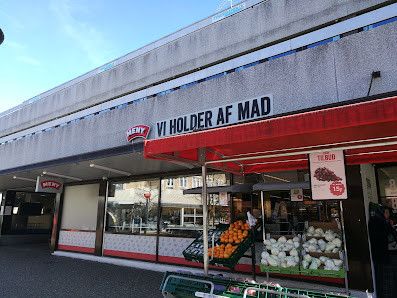 MENY
VI HOLDER AF MAD
MENY
TILBUD
15,-